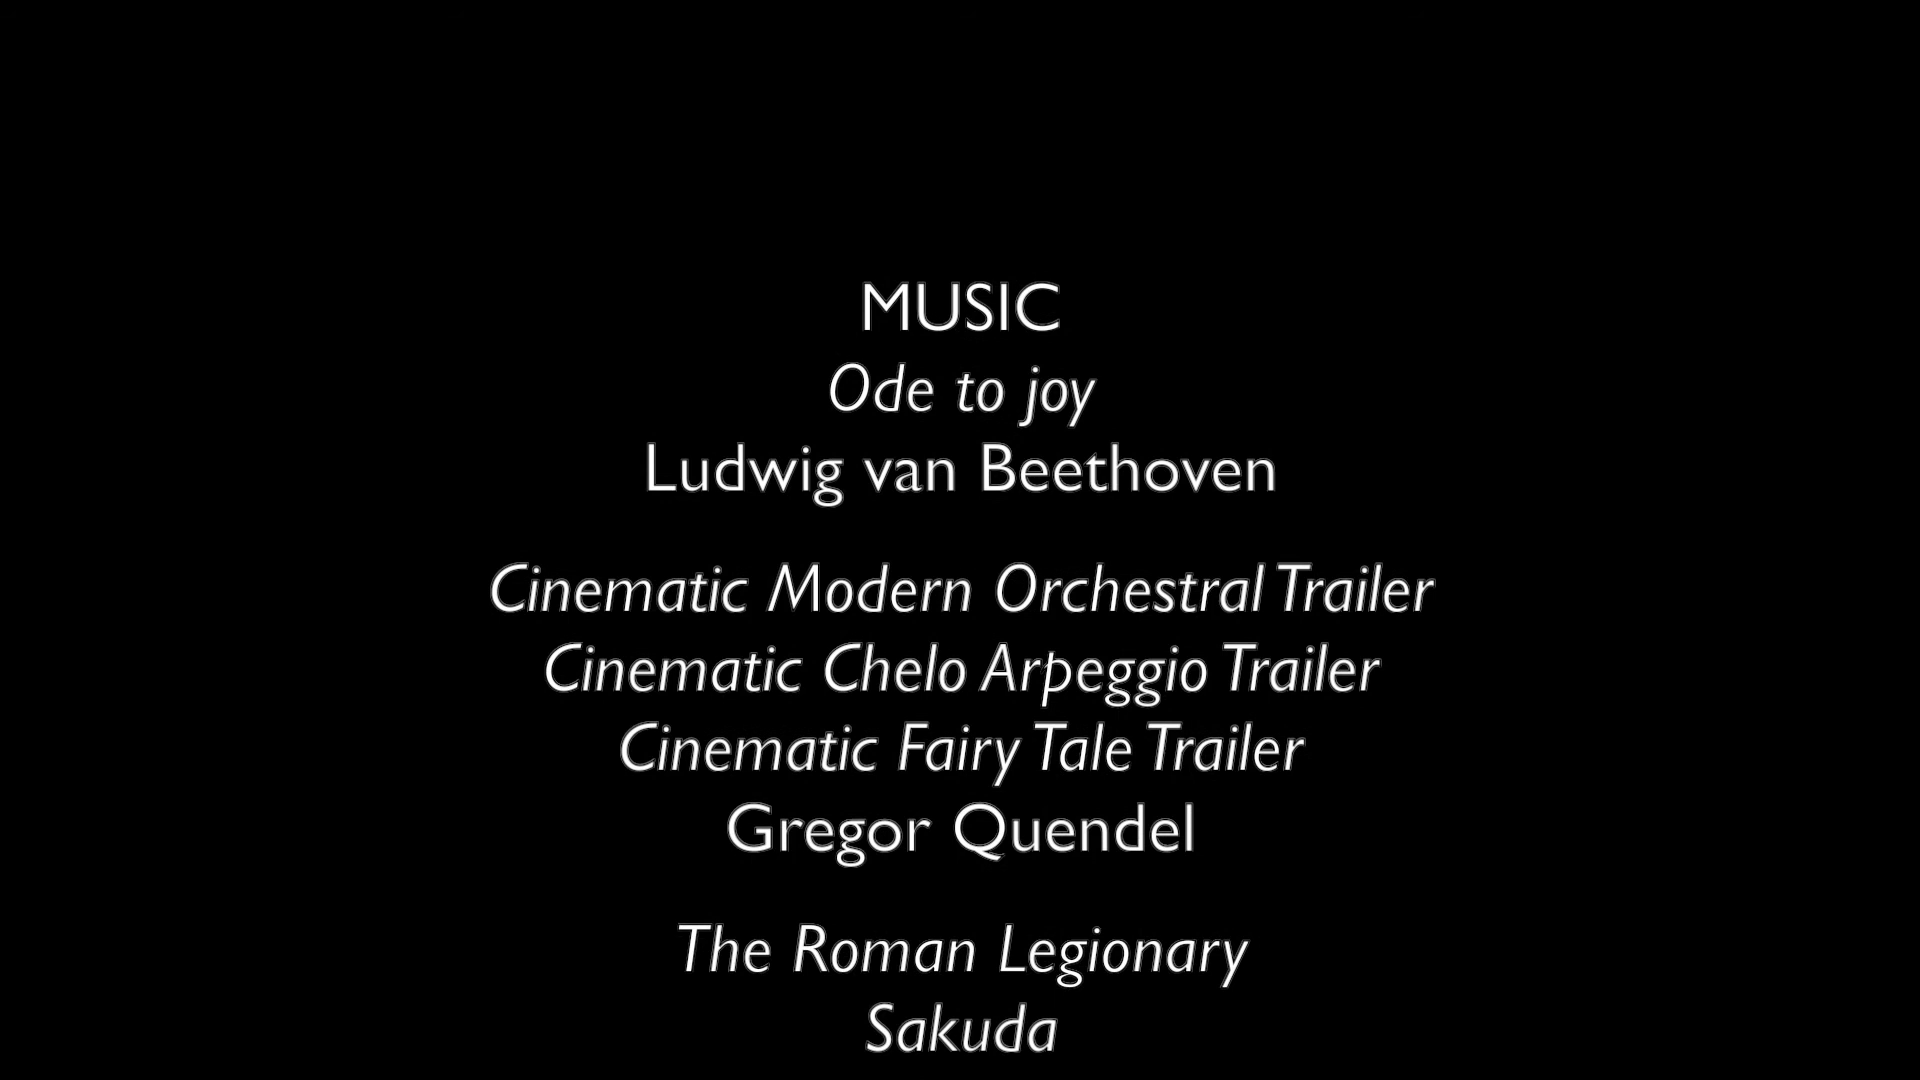 MUSIC
Ode to joy
Ludwig van Beethoven
Cinematic Modern Orchestral Trailer
Cinematic Chelo Arpeggio Trailer
Cinematic Fairy Tale Trailer
Gregor Quendel
The Roman Legionary
Sakuda